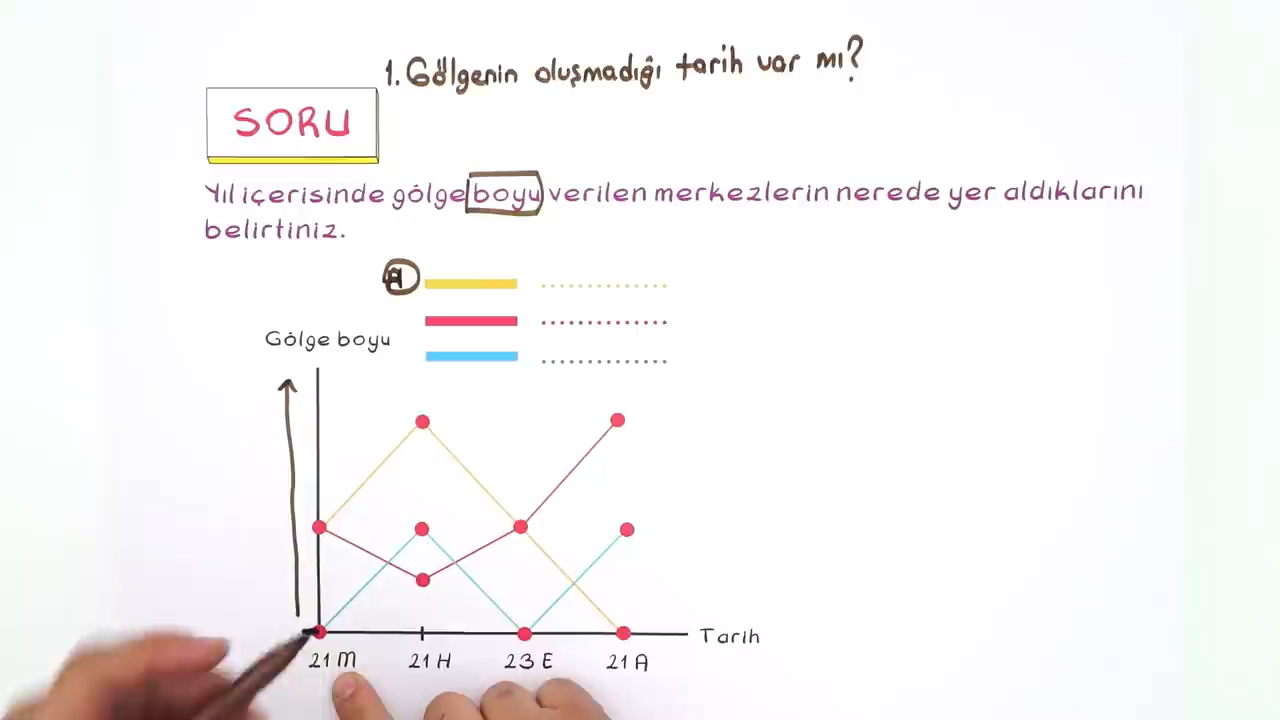 1. Gölgenin oluşmadığı tarih var mı?
SORU
Yıl içerisinde gölge boyu verilen merkezlerin nerede yer aldıklarını
belirtiniz.
Gölge boyu
Tarih
21 M 21 H 23 E 21 A